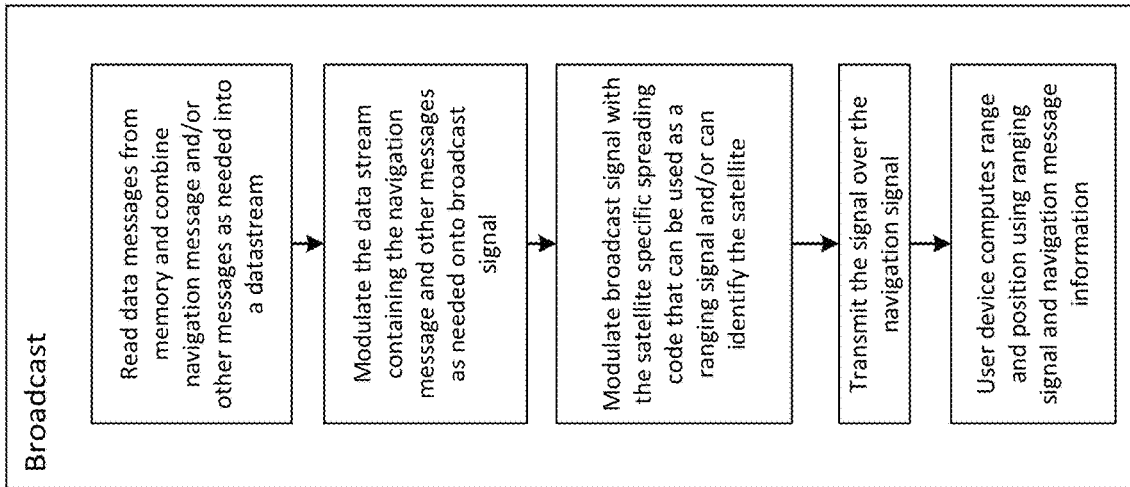 Broadcast
Read data messages from
memory and combine
navigation message and/or
other messages as needed into
a datastream
Modulate the data stream
containing the navigation
message and other messages
as needed onto broadcast
signal
Modulate broadcast signal with
the satellite specific spreading
code that can be used as a
ranging signal and/or can
identify the satellite
Transmit the signal over the
navigation signal
User device computes range
and position using ranging
signal and navigation message
information